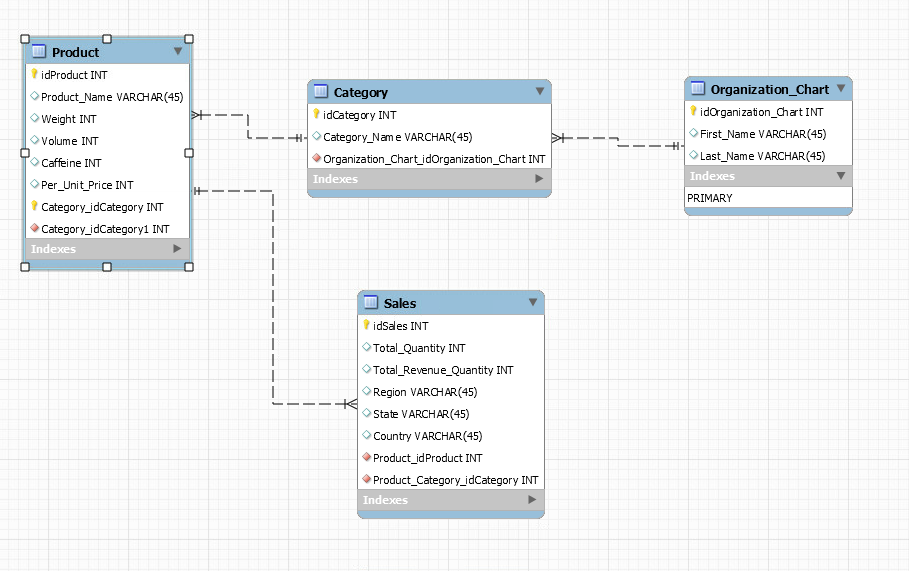 Product
idProduct INT
Product_Name VARCHAR(45)
Weight INT
Volume INT
Caffeine INT
Per_Unit_Price INT
Category_idCategory INT
Category_idCategory1 INT
Indexes
Category
idCategory INT
Category_Name VARCHAR(45)
Organization_Chart_idOrganization_Chart INT
Indexes
Organization_Chart
idOrganization_Chart INT
First_Name VARCHAR(45)
Last_Name VARCHAR(45)
Indexes
PRIMARY
Sales
idSales INT
Total_Quantity INT
Total_Revenue_Quantity INT
Region VARCHAR(45)
State VARCHAR(45)
Country VARCHAR(45)
Product_idProduct INT
Product_Category_idCategory INT
Indexes